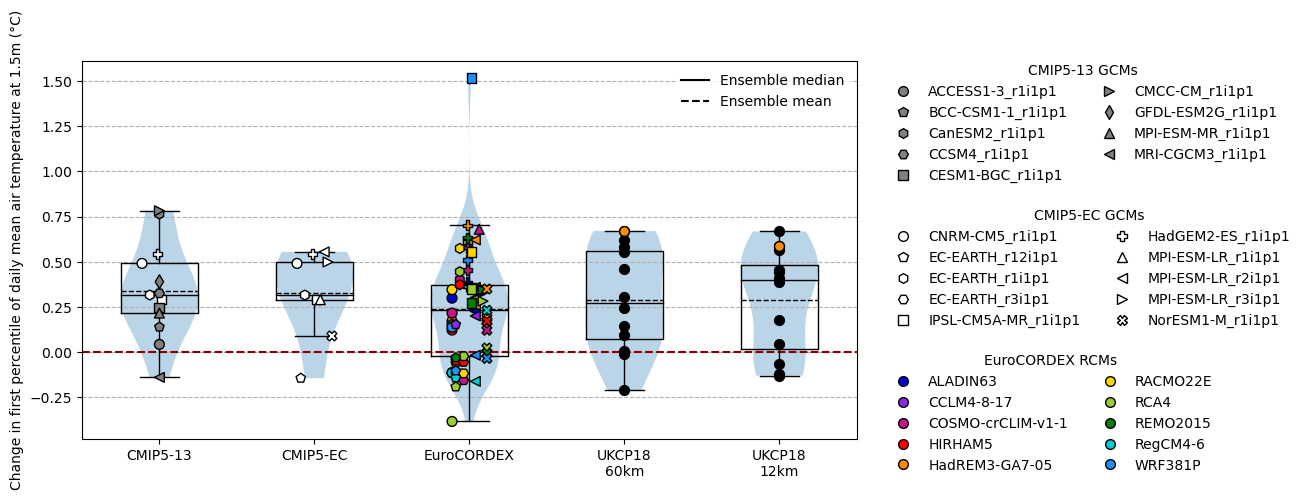 Change in first percentile of daily mean air temperature at 1.5m (°C)
1.50
1.25
1.00
0.75
0.50
0.25
0.00
−0.25
Ensemble median
Ensemble mean
CMIP5-13
CMIP5-EC
EuroCORDEX
UKCP18
60km
UKCP18
12km
CMIP5-13 GCMs
ACCESS1-3_r1i1p1
BCC-CSM1-1_r1i1p1
CanESM2_r1i1p1
CCSM4_r1i1p1
CESM1-BGC_r1i1p1
CMCC-CM_r1i1p1
GFDL-ESM2G_r1i1p1
MPI-ESM-MR_r1i1p1
MRI-CGCM3_r1i1p1
CMIP5-EC GCMs
CNRM-CM5_r1i1p1
EC-EARTH_r12i1p1
EC-EARTH_r1i1p1
EC-EARTH_r3i1p1
IPSL-CM5A-MR_r1i1p1
HadGEM2-ES_r1i1p1
MPI-ESM-LR_r1i1p1
MPI-ESM-LR_r2i1p1
MPI-ESM-LR_r3i1p1
NorESM1-M_r1i1p1
EuroCORDEX RCMs
ALADIN63
CCLM4-8-17
COSMO-crCLIM-v1-1
HIRHAM5
HadREM3-GA7-05
RACMO22E
RCA4
REMO2015
RegCM4-6
WRF381P